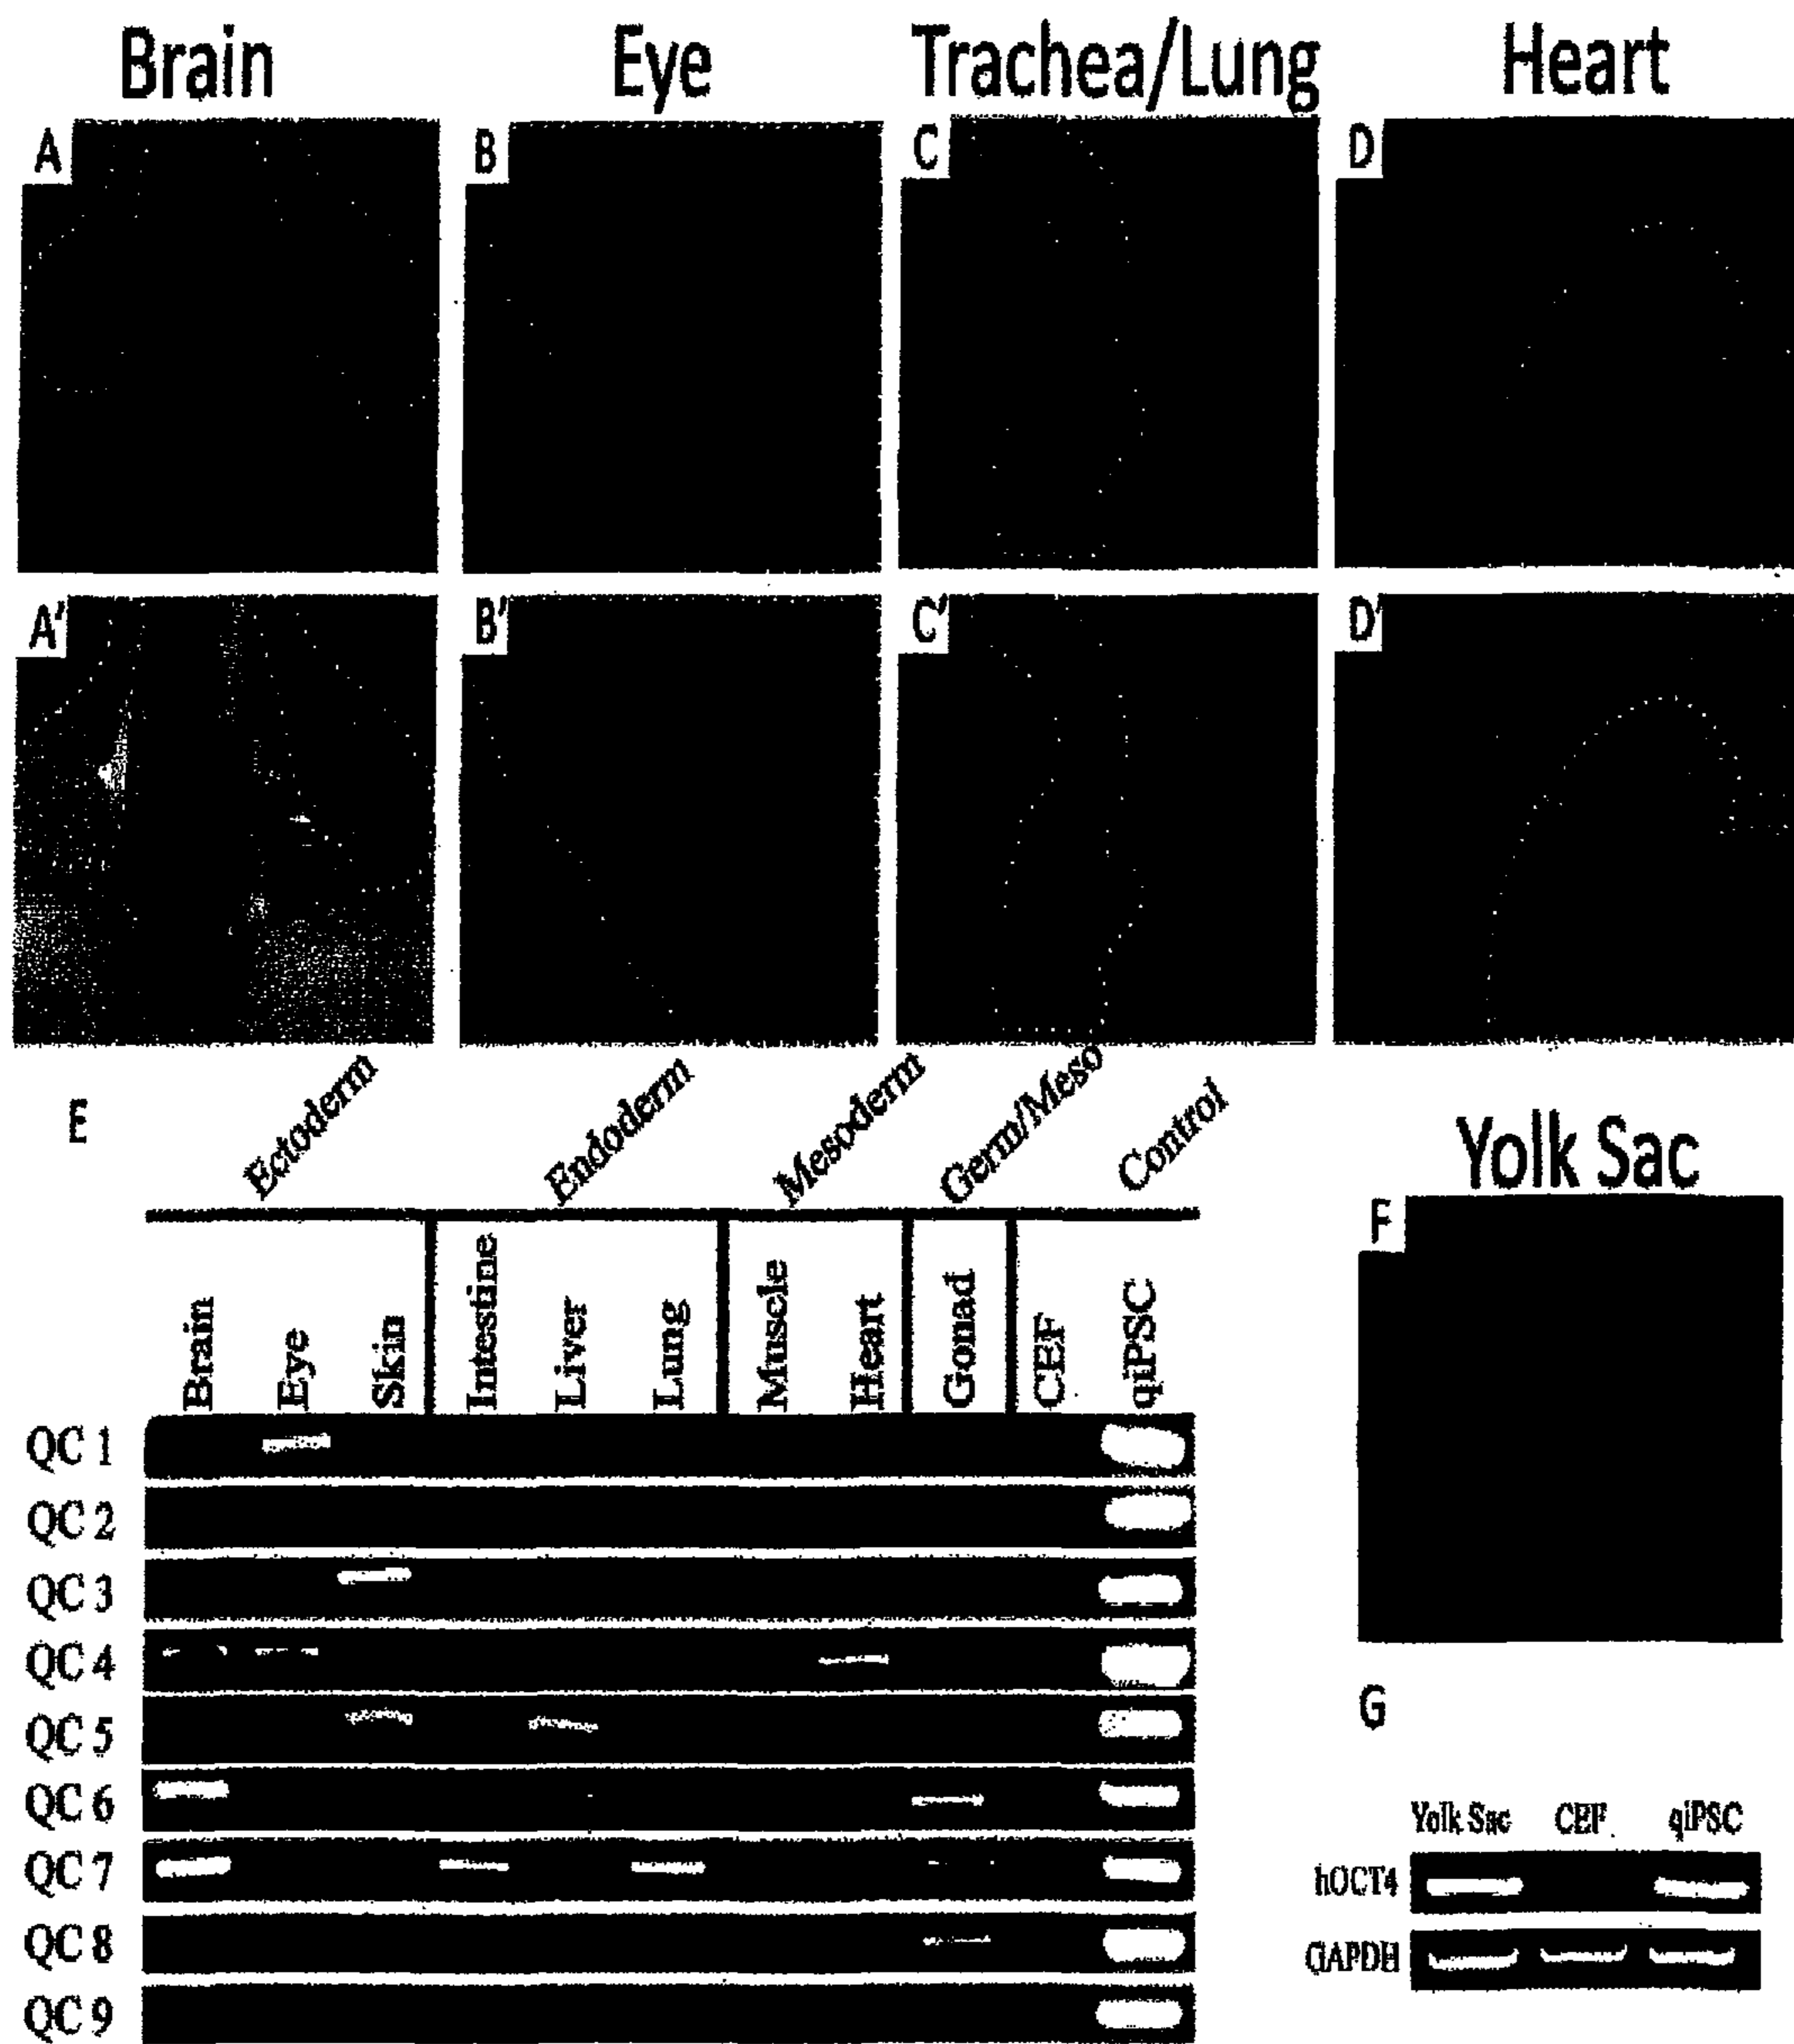 Brain Eye Trachea/Lung Heart
A B C D
A' B' C' D'
E
Ectoderm Endoderm Mesoderm Germ/Meso Control
Brain Eye Skin Intestine Liver Lung Muscle Heart Gonad CEF qiPSC
QC 1
QC 2
QC 3
QC 4
QC 5
QC 6
QC 7
QC 8
QC 9
Yolk Sac
F
G
Yolk Sac CEF qiPSC
hOCT4
GAPDH